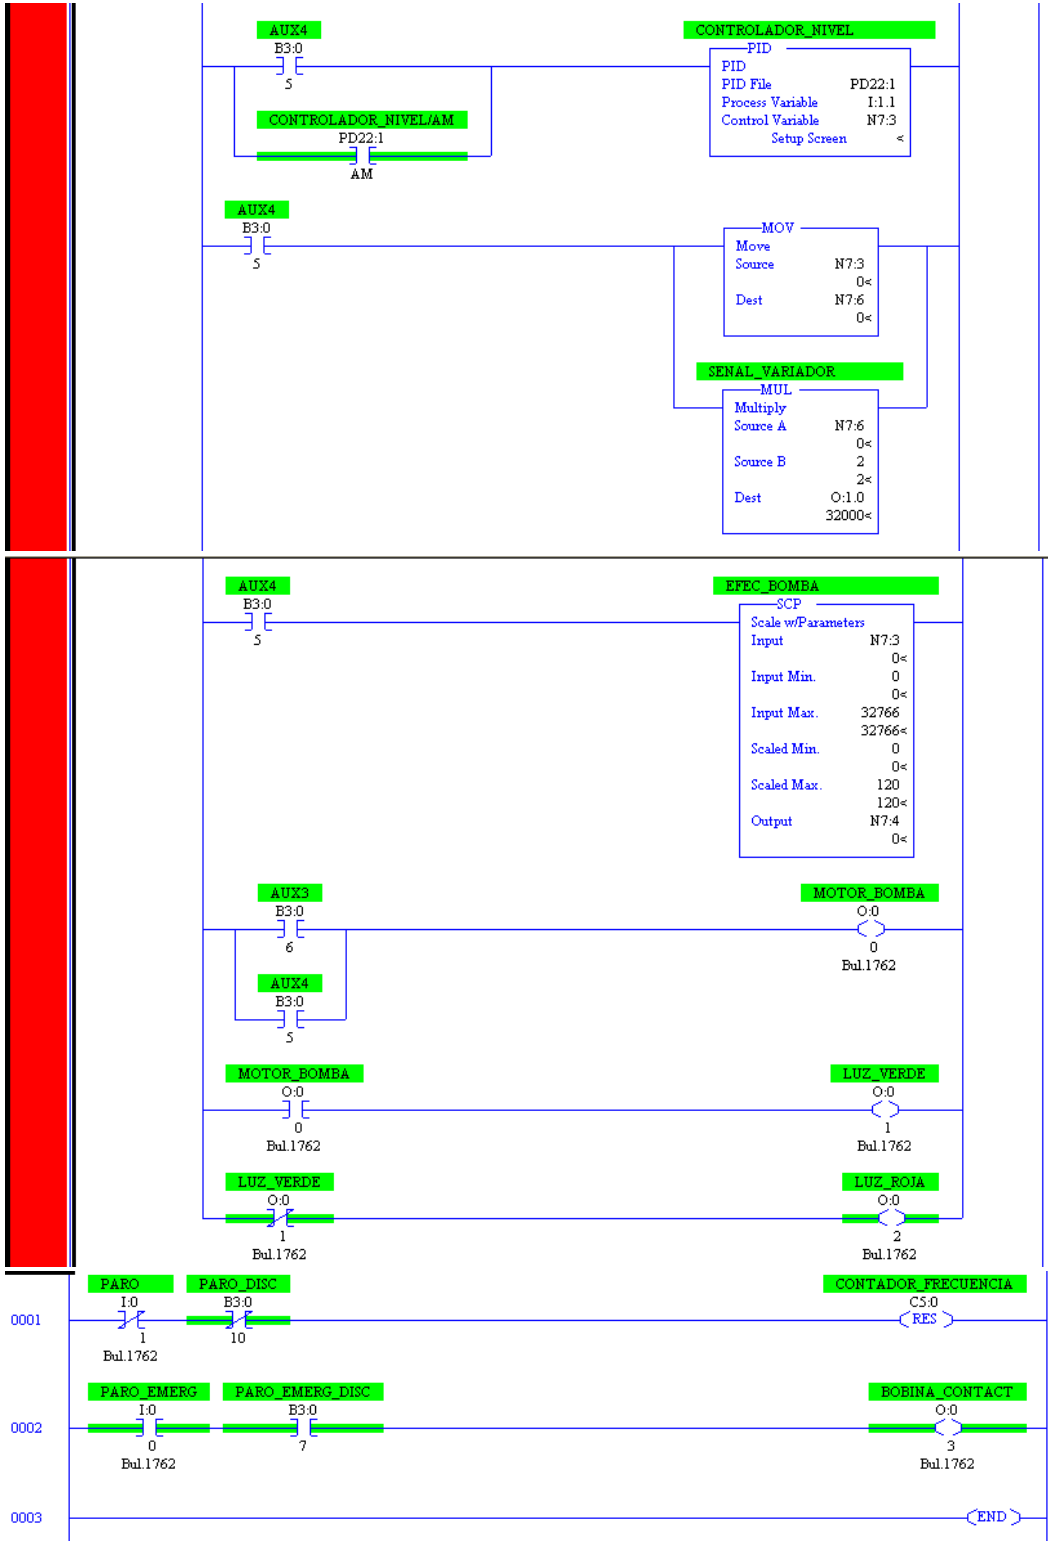 AUX4
B3:0
5
CONTROLADOR_NIVEL
PID
PID
PID File PD22:1
Process Variable I:1.1
Control Variable N7:3
Setup Screen <
CONTROLADOR_NIVEL/AM
PD22:1
AM
AUX4
B3:0
5
MOV
Move
Source N7:3
0<
Dest N7:6
0<
SENAL_VARIADOR
MUL
Multiply
Source A N7:6
0<
Source B 2
2<
Dest O:1.0
32000<
AUX4
B3:0
5
EFEC_BOMBA
SCP
Scale w/Parameters
Input N7:3
0<
Input Min. 0
0<
Input Max. 32766
32766<
Scaled Min. 0
0<
Scaled Max. 120
120<
Output N7:4
0<
AUX3
B3:0
6
MOTOR_BOMBA
O:0
0
Bul.1762
AUX4
B3:0
5
MOTOR_BOMBA
O:0
0
Bul.1762
LUZ_VERDE
O:0
1
Bul.1762
LUZ_VERDE
O:0
1
Bul.1762
LUZ_ROJA
O:0
2
Bul.1762
0001
PARO
I:0
1
Bul.1762
PARO_DISC
B3:0
10
CONTADOR_FRECUENCIA
C5:0
RES
0002
PARO_EMERG
I:0
0
Bul.1762
PARO_EMERG_DISC
B3:0
7
BOBINA_CONTACT
O:0
3
Bul.1762
0003
END